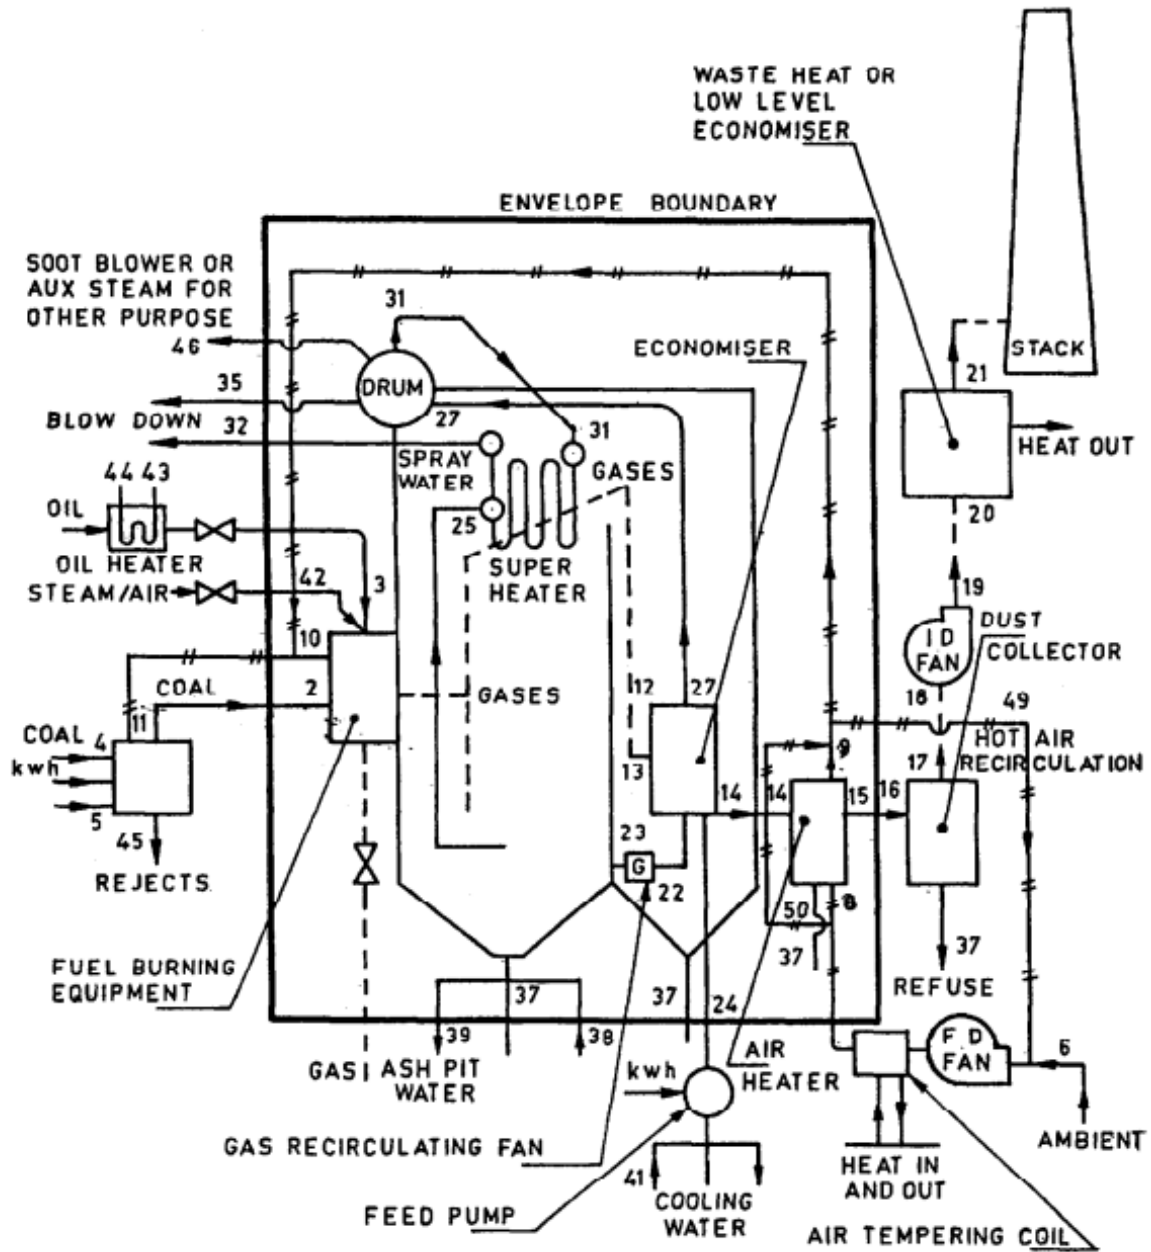 WASTE HEAT OR
LOW LEVEL
ECONOMISER
ENVELOPE BOUNDARY
SOOT BLOWER OR
AUX STEAM FOR
OTHER PURPOSE
46
31
ECONOMISER
STACK
21
DRUM
35
27
BLOW DOWN
32
31
HEAT OUT
SPRAY
WATER
GASES
44 43
25
20
OIL
OIL HEATER
SUPER
HEATER
STEAM/AIR
42
3
19
10
I D
FAN
DUST
COLLECTOR
COAL
2
GASES
12
27
18
49
11
COAL
4
kwh
5
13
9
HOT AIR
RECIRCULATION
17
14
14
15
16
45
REJECTS
23
G
22
50
8
37
37
REFUSE
FUEL BURNING
EQUIPMENT
37
37
24
39
38
F D
FAN
6
GAS
ASH PIT
WATER
kwh
AIR
HEATER
AMBIENT
GAS RECIRCULATING FAN
HEAT IN
AND OUT
41
COOLING
WATER
FEED PUMP
AIR TEMPERING COIL